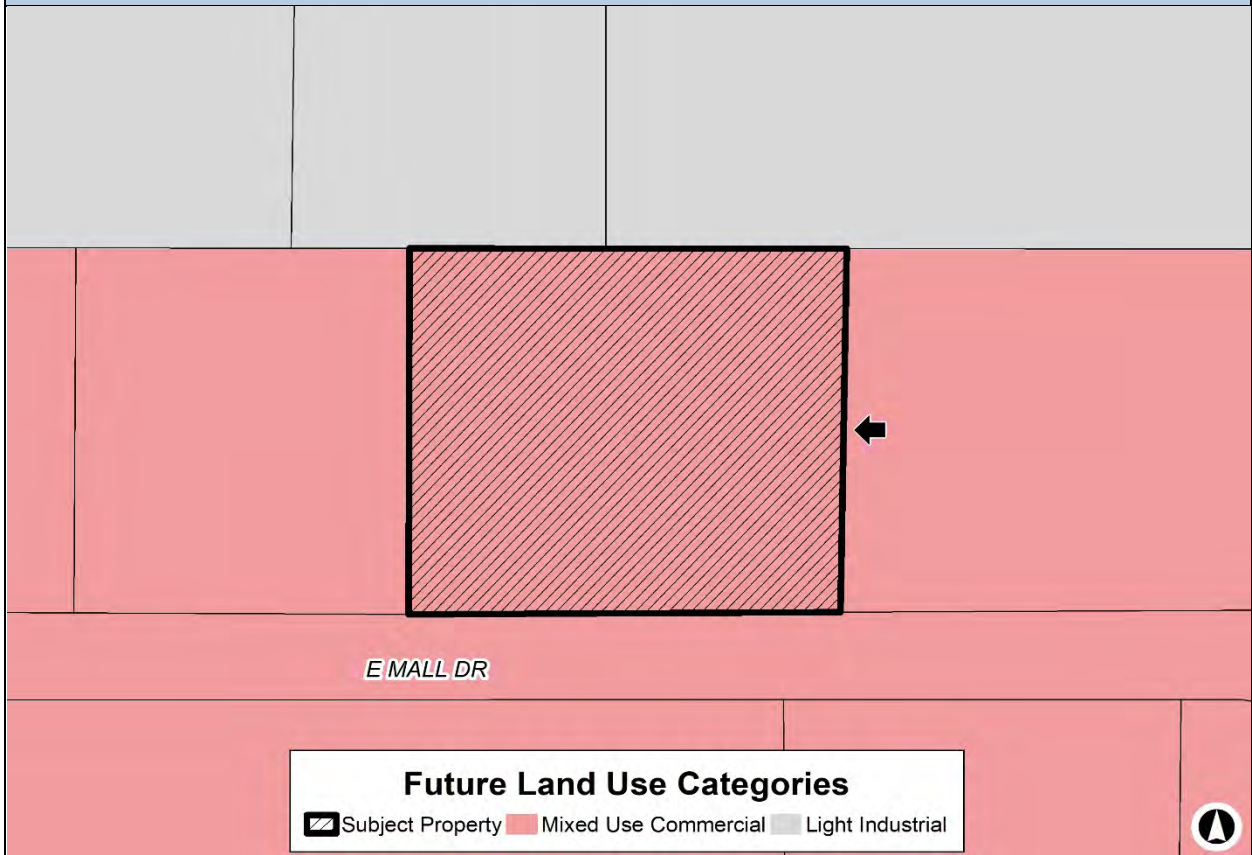 E MALL DR
Future Land Use Categories
Subject Property Mixed Use Commercial Light Industrial